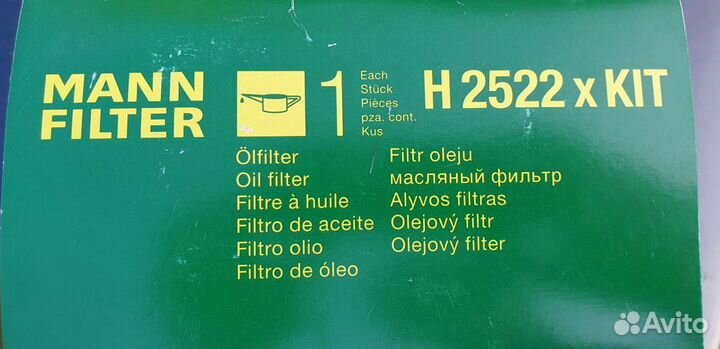 MANN
FILTER
1
Each
Stück
Pièces
pza. cont.
Kus
H 2522 x KIT
Ölfilter
Oil filter
Filtre à huile
Filtro de aceite
Filtro olio
Filtro de óleo
Filtr oleju
масляный фильтр
Alyvos filtras
Olejový filtr
Olejový filter
Avito